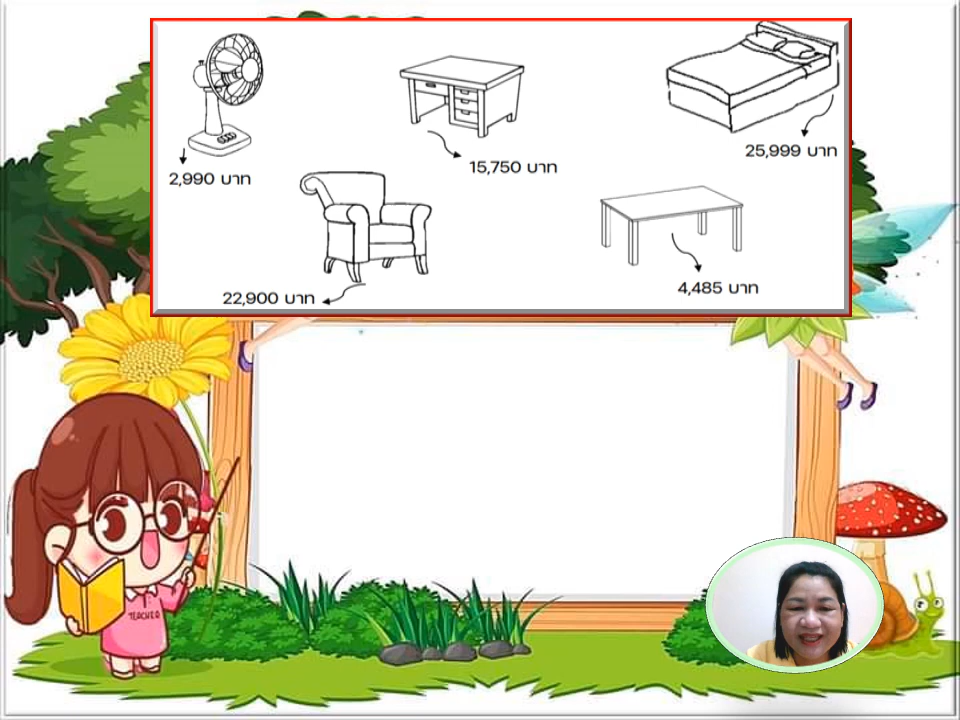 2,990 บาท
15,750 บาท
25,999 บาท
22,900 บาท
4,485 บาท
TEACHER